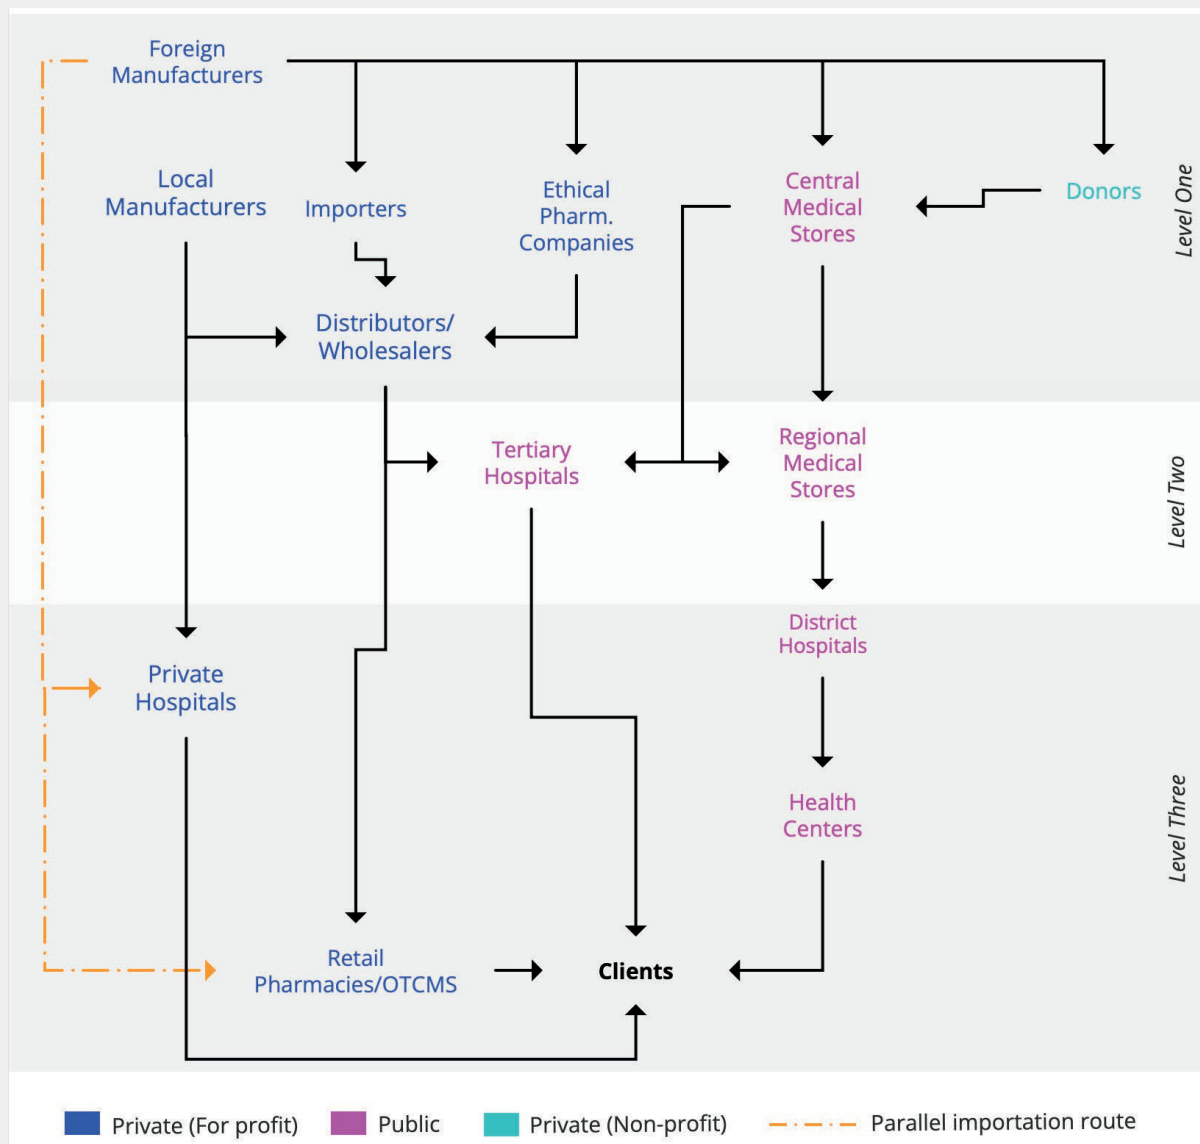 Foreign
Manufacturers
Local
Manufacturers
Importers
Ethical
Pharm.
Companies
Central
Medical
Stores
Donors
Level One
Distributors/
Wholesalers
Tertiary
Hospitals
Regional
Medical
Stores
Level Two
District
Hospitals
Private
Hospitals
Health
Centers
Level Three
Retail
Pharmacies/OTCMS
Clients
Private (For profit)
Public
Private (Non-profit)
Parallel importation route